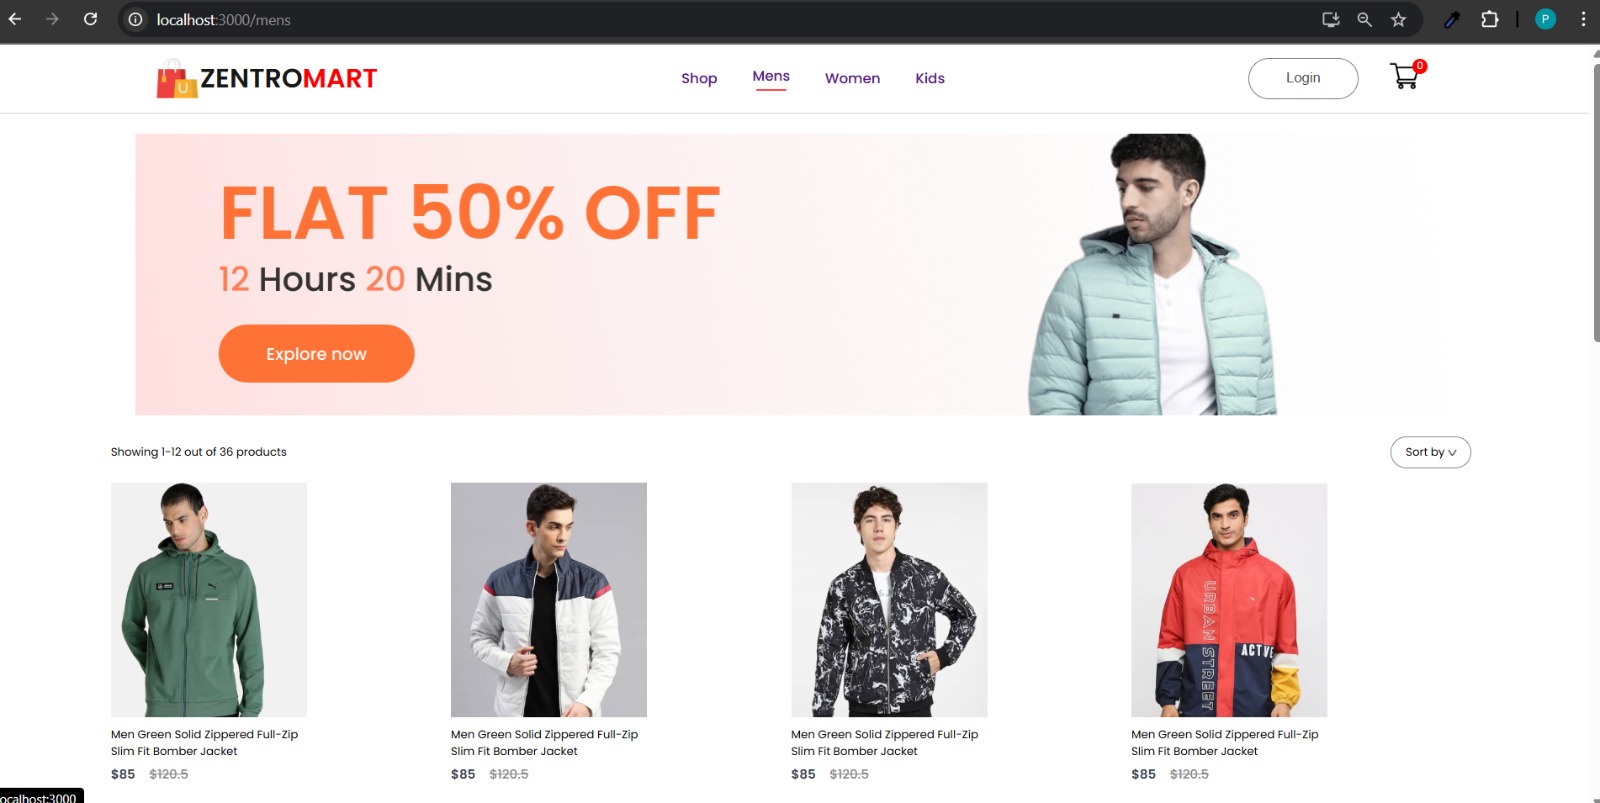 localhost:3000/mens
P
U
ZENTROMART
Shop
Mens
Women
Kids
Login
0
FLAT 50% OFF
12 Hours 20 Mins
Explore now
Showing 1-12 out of 36 products
Sort by
URBAN STREET
ACTVE
Men Green Solid Zippered Full-Zip
Slim Fit Bomber Jacket
$85 $120.5
Men Green Solid Zippered Full-Zip
Slim Fit Bomber Jacket
$85 $120.5
Men Green Solid Zippered Full-Zip
Slim Fit Bomber Jacket
$85 $120.5
Men Green Solid Zippered Full-Zip
Slim Fit Bomber Jacket
$85 $120.5
ocalhost:3000